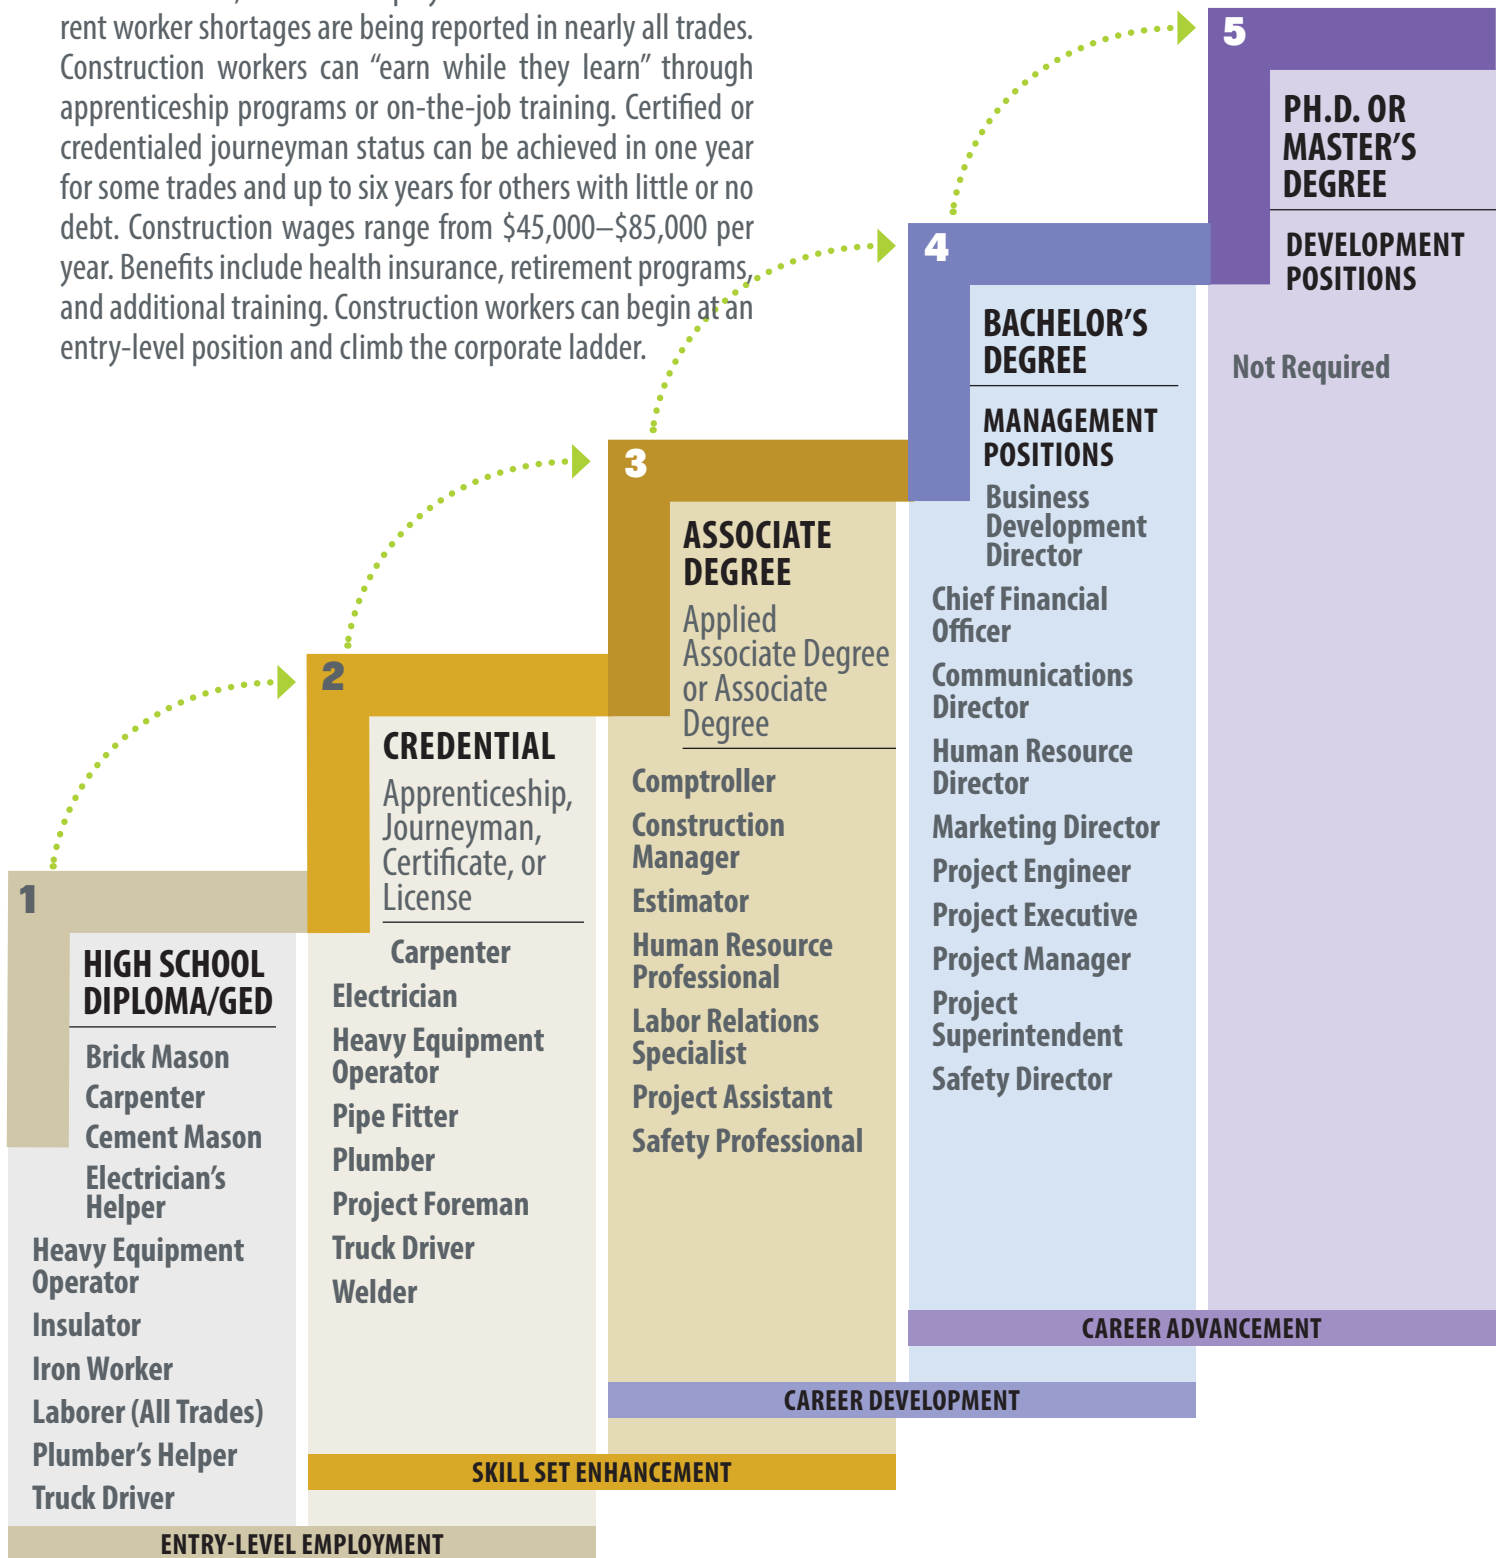 rent worker shortages are being reported in nearly all trades.
Construction workers can “earn while they learn” through
apprenticeship programs or on-the-job training. Certified or
credentialed journeyman status can be achieved in one year
for some trades and up to six years for others with little or no
debt. Construction wages range from $45,000–$85,000 per
year. Benefits include health insurance, retirement programs,
and additional training. Construction workers can begin at an
entry-level position and climb the corporate ladder.
1
HIGH SCHOOL
DIPLOMA/GED
Brick Mason
Carpenter
Cement Mason
Electrician’s
Helper
Heavy Equipment
Operator
Insulator
Iron Worker
Laborer (All Trades)
Plumber’s Helper
Truck Driver
2
CREDENTIAL
Apprenticeship,
Journeyman,
Certificate, or
License
Carpenter
Electrician
Heavy Equipment
Operator
Pipe Fitter
Plumber
Project Foreman
Truck Driver
Welder
3
ASSOCIATE
DEGREE
Applied
Associate Degree
or Associate
Degree
Comptroller
Construction
Manager
Estimator
Human Resource
Professional
Labor Relations
Specialist
Project Assistant
Safety Professional
4
BACHELOR’S
DEGREE
MANAGEMENT
POSITIONS
Business
Development
Director
Chief Financial
Officer
Communications
Director
Human Resource
Director
Marketing Director
Project Engineer
Project Executive
Project Manager
Project
Superintendent
Safety Director
5
PH.D. OR
MASTER’S
DEGREE
DEVELOPMENT
POSITIONS
Not Required
CAREER ADVANCEMENT
CAREER DEVELOPMENT
SKILL SET ENHANCEMENT
ENTRY-LEVEL EMPLOYMENT